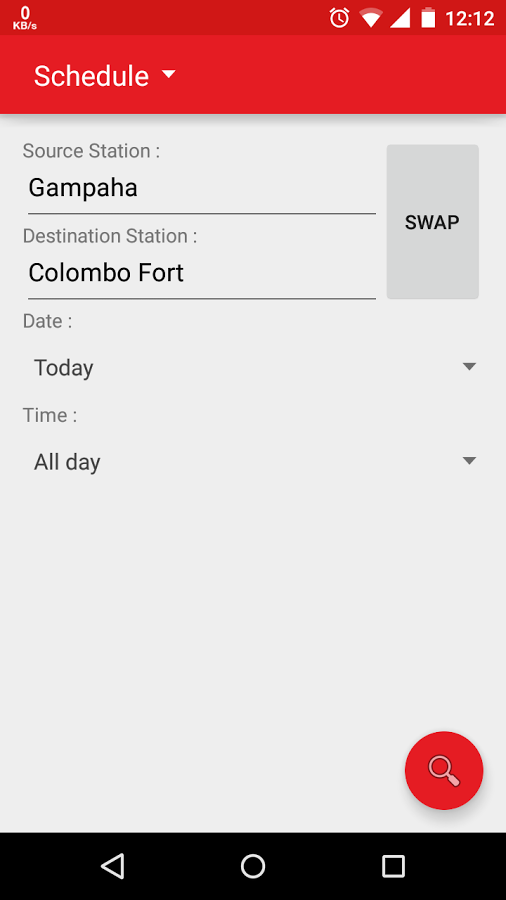 0
KB/s
12:12
Schedule
Source Station :
Gampaha
SWAP
Destination Station :
Colombo Fort
Date :
Today
Time :
All day